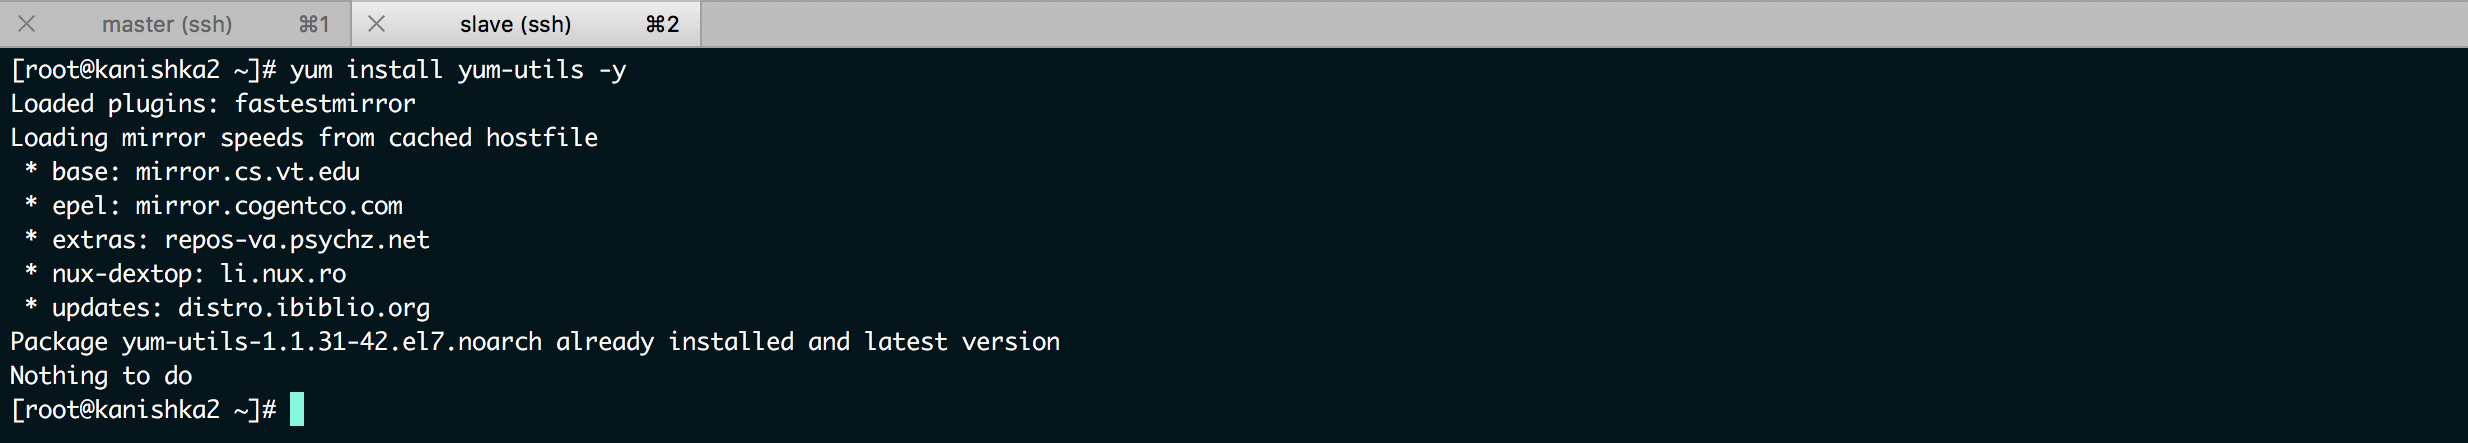 master (ssh) ⌘1 slave (ssh) ⌘2
[root@kanishka2 ~]# yum install yum-utils -y
Loaded plugins: fastestmirror
Loading mirror speeds from cached hostfile
 * base: mirror.cs.vt.edu
 * epel: mirror.cogentco.com
 * extras: repos-va.psychz.net
 * nux-dextop: li.nux.ro
 * updates: distro.ibiblio.org
Package yum-utils-1.1.31-42.el7.noarch already installed and latest version
Nothing to do
[root@kanishka2 ~]#